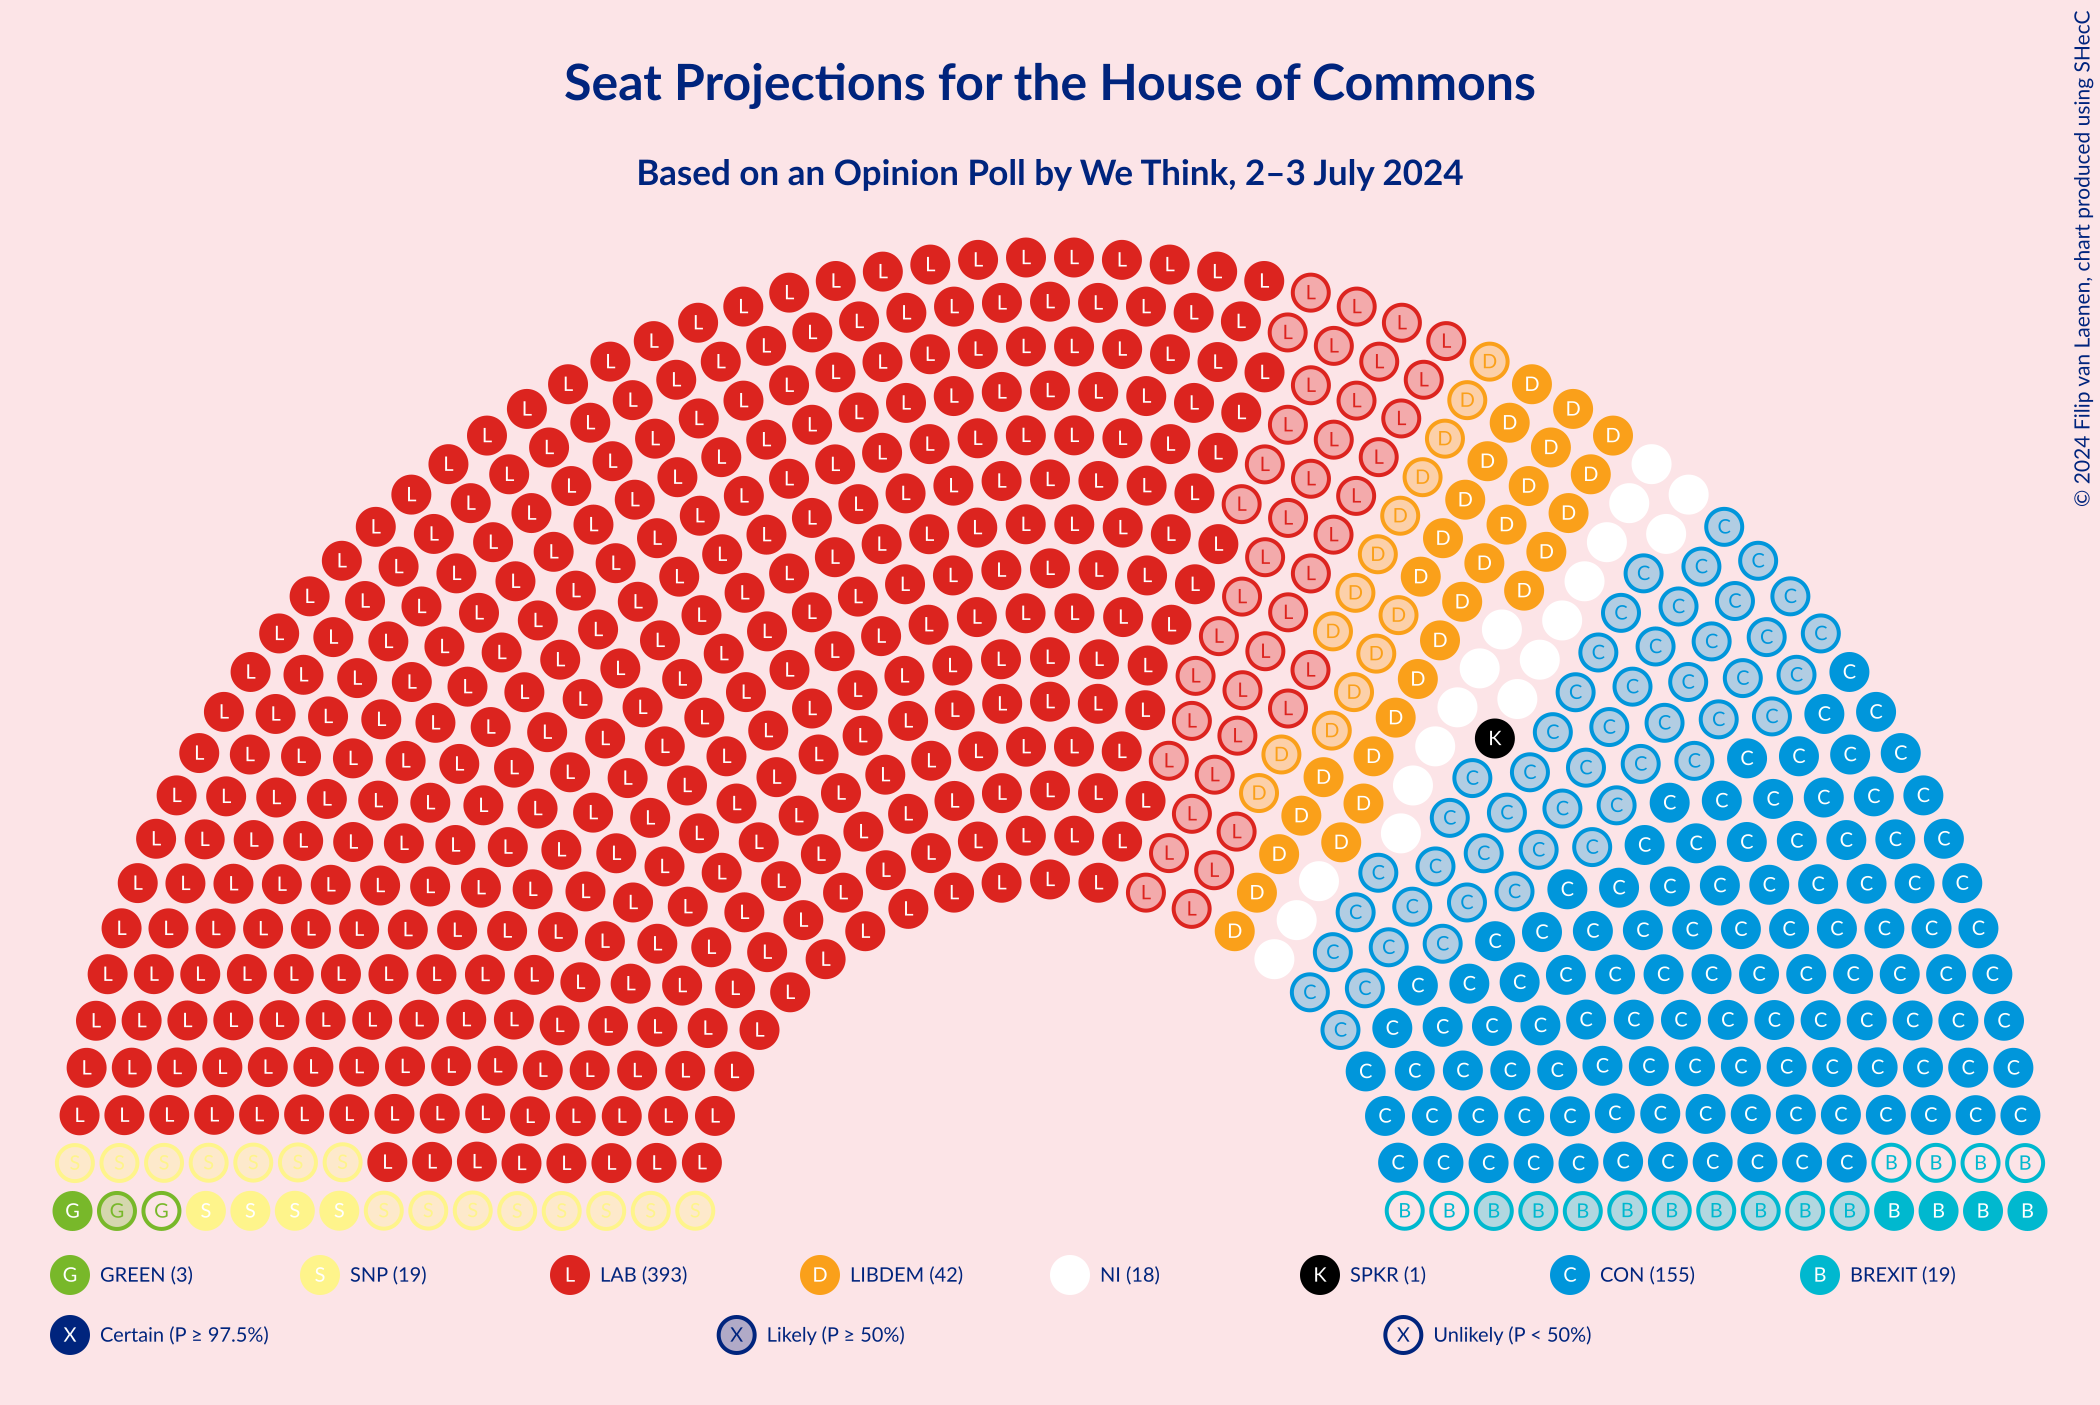 Seat Projections for the House of Commons
Based on an Opinion Poll by We Think, 2–3 July 2024
© 2024 Filip van Laenen, chart produced using SHecC
G GREEN (3) S SNP (19) L LAB (393) D LIBDEM (42) NI (18) K SPKR (1) C CON (155) B BREXIT (19)
X Certain (P ≥ 97.5%) X Likely (P ≥ 50%) X Unlikely (P < 50%)